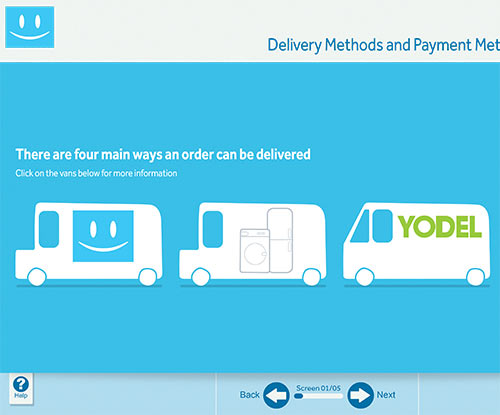 Delivery Methods and Payment Met
There are four main ways an order can be delivered
Click on the vans below for more information
YODEL
Help
Back
Screen 01/05
Next